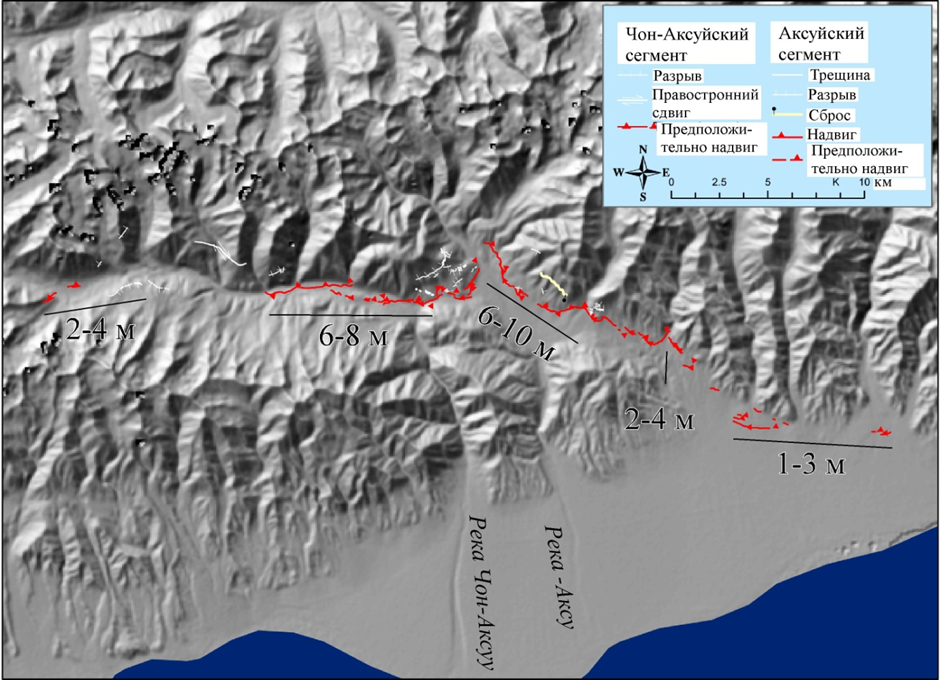 Чон-Аксуйский
сегмент
Разрыв
Правостронний
сдвиг
Предположи-
тельно надвиг
Аксуйский
сегмент
Трещина
Разрыв
Сброс
Надвиг
Предположи-
тельно надвиг
N
W E
S
0 2.5 5 К 10 км
2-4 м
6-8 м
6-10 м
2-4 м
1-3 м
Река Чон-Аксуу
Река -Аксу